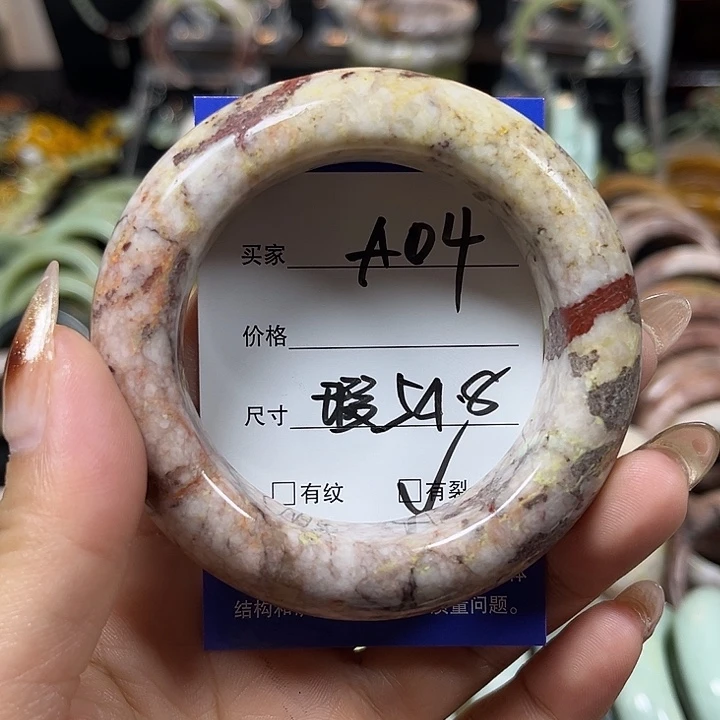 买家 A04
价格
尺寸 54.8
有纹 有裂
结构和
质量问题。